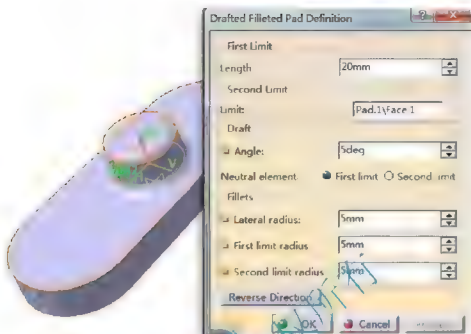 Drafted Filleted Pad Definition
First Limit
Length
20mm
Second Limit
Limit:
Pad.1\Face 1
Draft
Angle:
5deg
Neutral element
First limit
Second limit
Fillets
Lateral radius:
5mm
First limit radius
5mm
Second limit radius
5mm
Reverse Direction
OK
Cancel